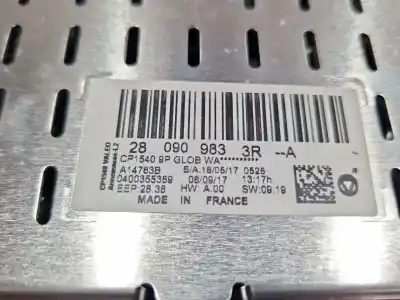 28 090 983 3R --A
CP1540 BP GLOB WA**********
A14763B S/A.18/05/17 0526
0400355359 08/09/17 13:17h
EEP:28.38 HW: A.00 SW:09.19
MADE IN FRANCE